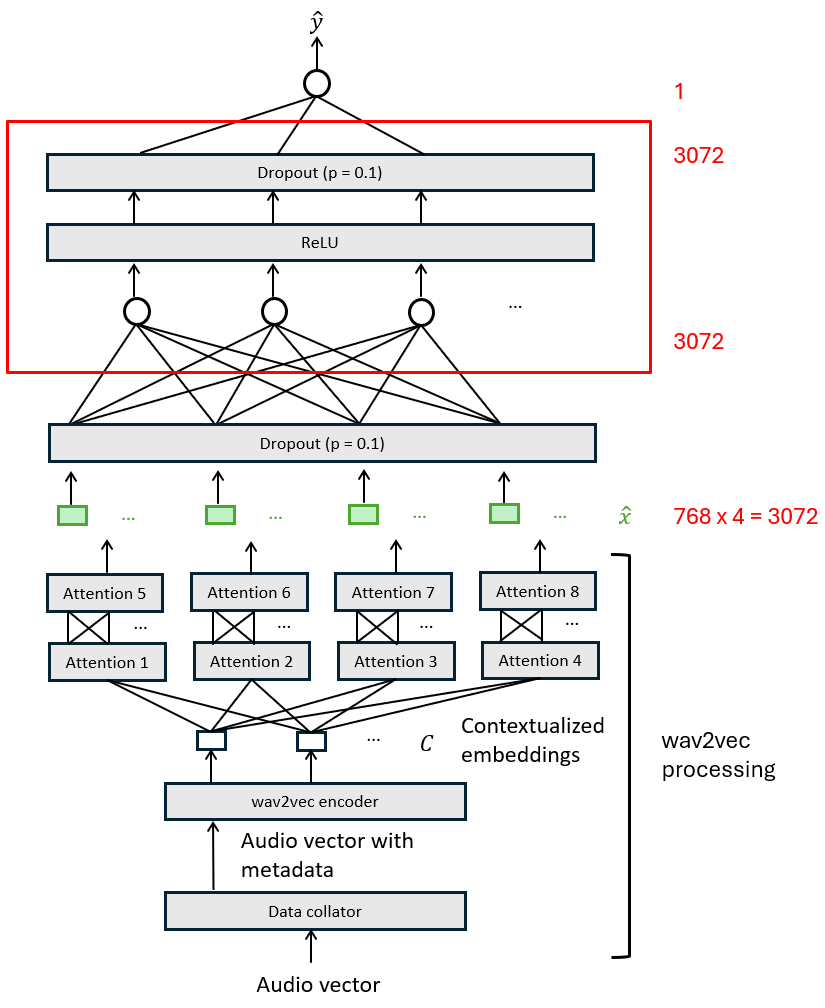 ŷ
1
Dropout (p = 0.1)
3072
ReLU
...
3072
Dropout (p = 0.1)
... ... ... ... x̂ 768 x 4 = 3072
Attention 5 Attention 6 Attention 7 Attention 8
... ... ... ...
Attention 1 Attention 2 Attention 3 Attention 4
... C Contextualized
embeddings
wav2vec
processing
wav2vec encoder
Audio vector with
metadata
Data collator
Audio vector